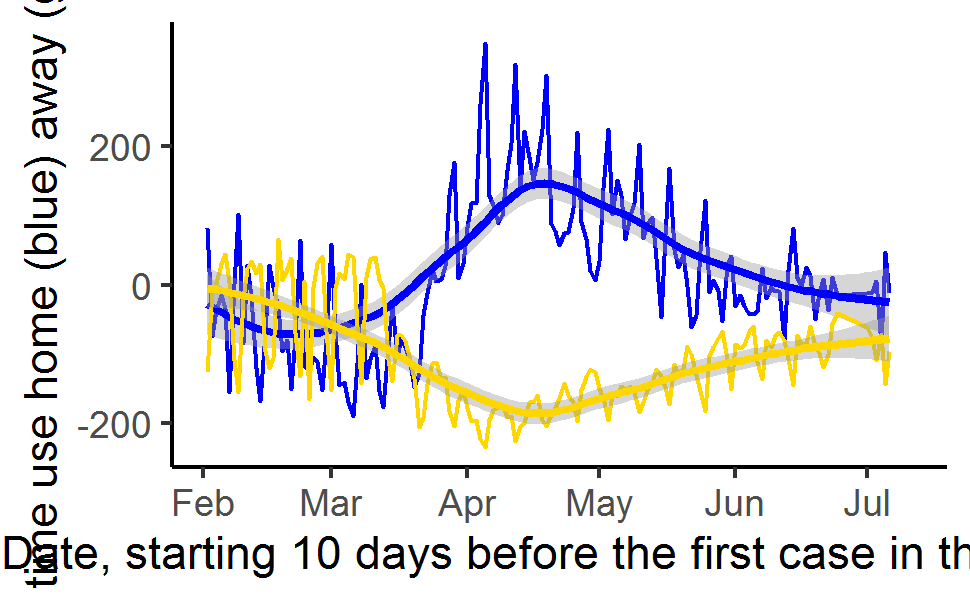 time use home (blue) away (
200
0
-200
Feb Mar Apr May Jun Jul
Date, starting 10 days before the first case in th